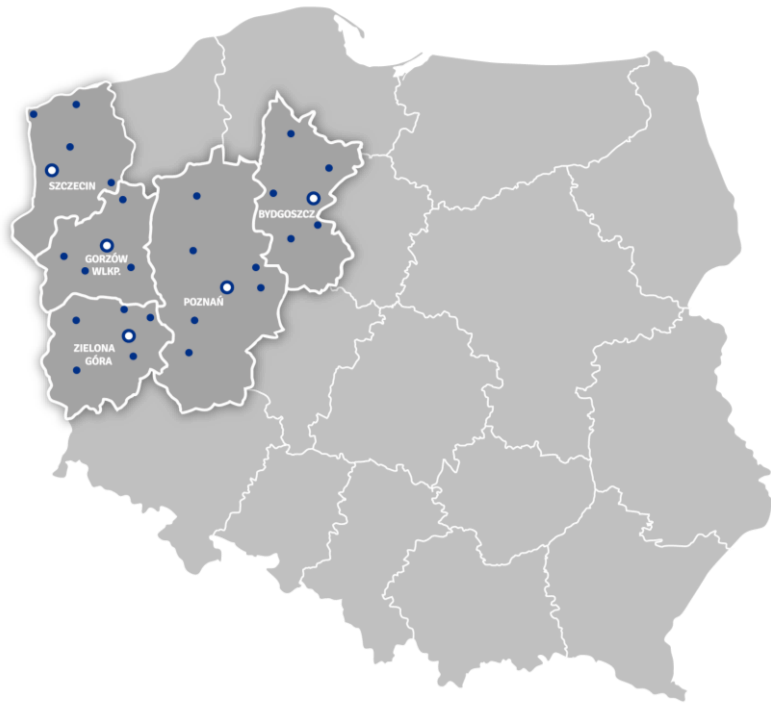 SZCZECIN
BYDGOSZCZ
GORZÓW
WLKP.
POZNAŃ
ZIELONA
GÓRA